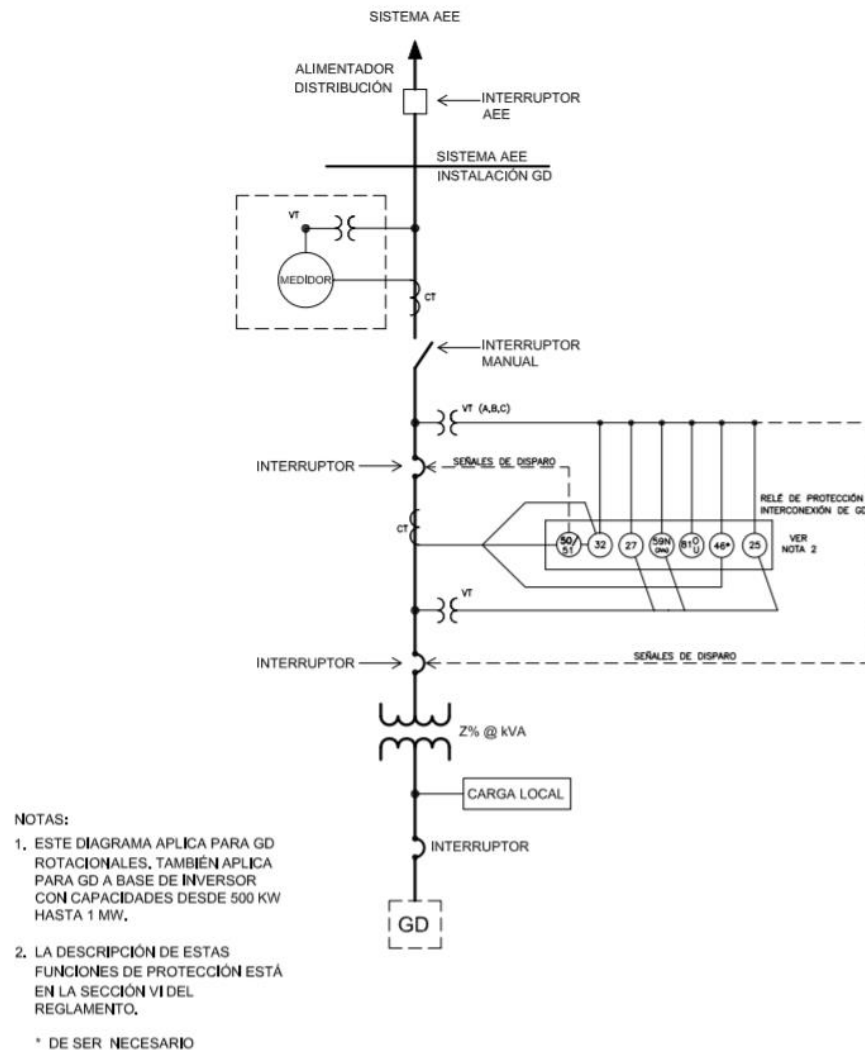 SISTEMA AEE
ALIMENTADOR
DISTRIBUCIÓN
INTERRUPTOR
AEE
SISTEMA AEE
INSTALACIÓN GD
VT
MEDIDOR
CT
INTERRUPTOR
MANUAL
VT (A,B,C)
INTERRUPTOR
SEÑALES DE DISPARO
RELÉ DE PROTECCIÓN
INTERCONEXIÓN DE GD
CT
50/
51
32
27
59N
81
O
U
46*
25
VER
NOTA 2
VT
INTERRUPTOR
SEÑALES DE DISPARO
Z% @ kVA
CARGA LOCAL
INTERRUPTOR
GD
NOTAS:
1. ESTE DIAGRAMA APLICA PARA GD
ROTACIONALES. TAMBIÉN APLICA
PARA GD A BASE DE INVERSOR
CON CAPACIDADES DESDE 500 KW
HASTA 1 MW.
2. LA DESCRIPCIÓN DE ESTAS
FUNCIONES DE PROTECCIÓN ESTÁ
EN LA SECCIÓN VI DEL
REGLAMENTO.
* DE SER NECESARIO